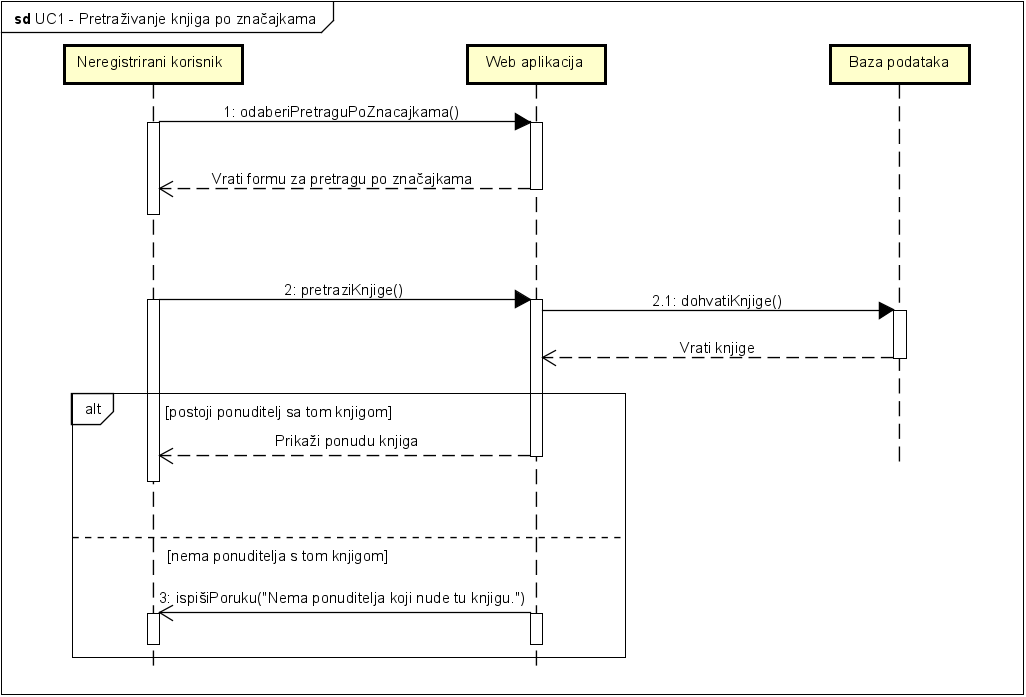 sd UC1 - Pretraživanje knjiga po značajkama
Neregistrirani korisnik
Web aplikacija
Baza podataka
1: odaberiPretraguPoZnacajkama()
Vrati formu za pretragu po značajkama
2: pretraziKnjige()
2.1: dohvatiKnjige()
Vrati knjige
alt
[postoji ponuditelj sa tom knjigom]
Prikaži ponudu knjiga
[nema ponuditelja s tom knjigom]
3: ispišiPoruku("Nema ponuditelja koji nude tu knjigu.")